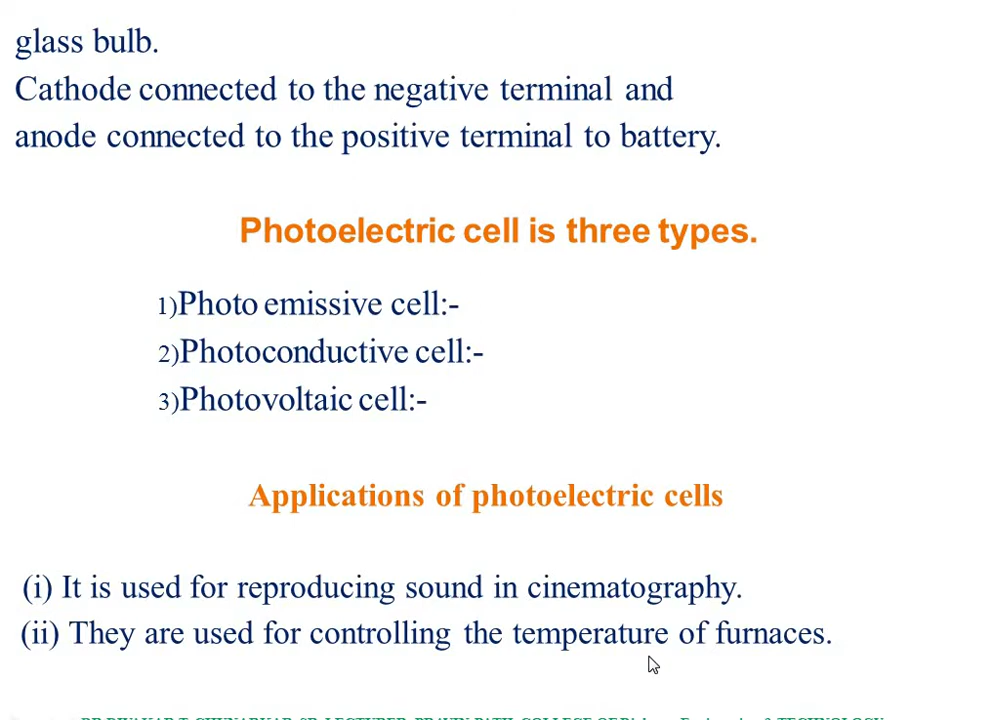 glass bulb.
Cathode connected to the negative terminal and
anode connected to the positive terminal to battery.
Photoelectric cell is three types.
1)Photo emissive cell:-
2)Photoconductive cell:-
3)Photovoltaic cell:-
Applications of photoelectric cells
(i) It is used for reproducing sound in cinematography.
(ii) They are used for controlling the temperature of furnaces.